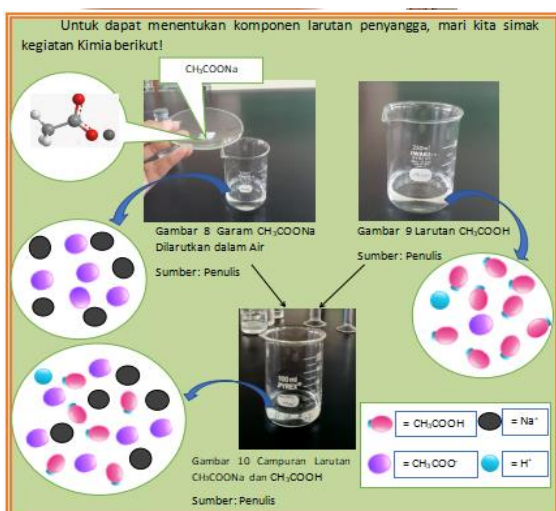 Untuk dapat menentukan komponen larutan penyangga, mari kita simak
kegiatan Kimia berikut!
CH₃COONa
Gambar 8 Garam CH₃COONa
Dilarutkan dalam Air
Sumber: Penulis
Gambar 9 Larutan CH₃COOH
Sumber: Penulis
100ml
PYREX
Gambar 10 Campuran Larutan
CH₃COONa dan CH₃COOH
Sumber: Penulis
= CH₃COOH
= Na⁺
= CH₃COO⁻
= H⁺